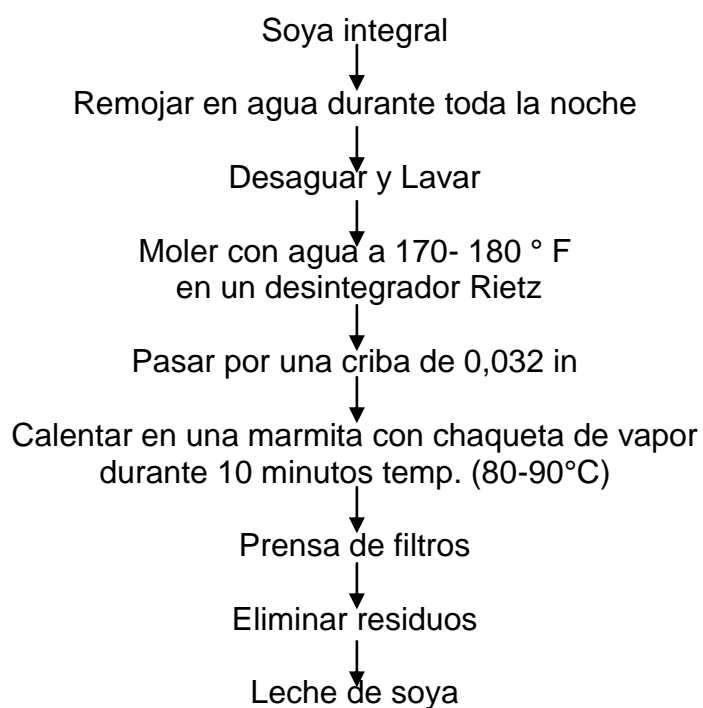 Soya integral
Remojar en agua durante toda la noche
Desaguar y Lavar
Moler con agua a 170- 180 ° F
en un desintegrador Rietz
Pasar por una criba de 0,032 in
Calentar en una marmita con chaqueta de vapor
durante 10 minutos temp. (80-90°C)
Prensa de filtros
Eliminar residuos
Leche de soya